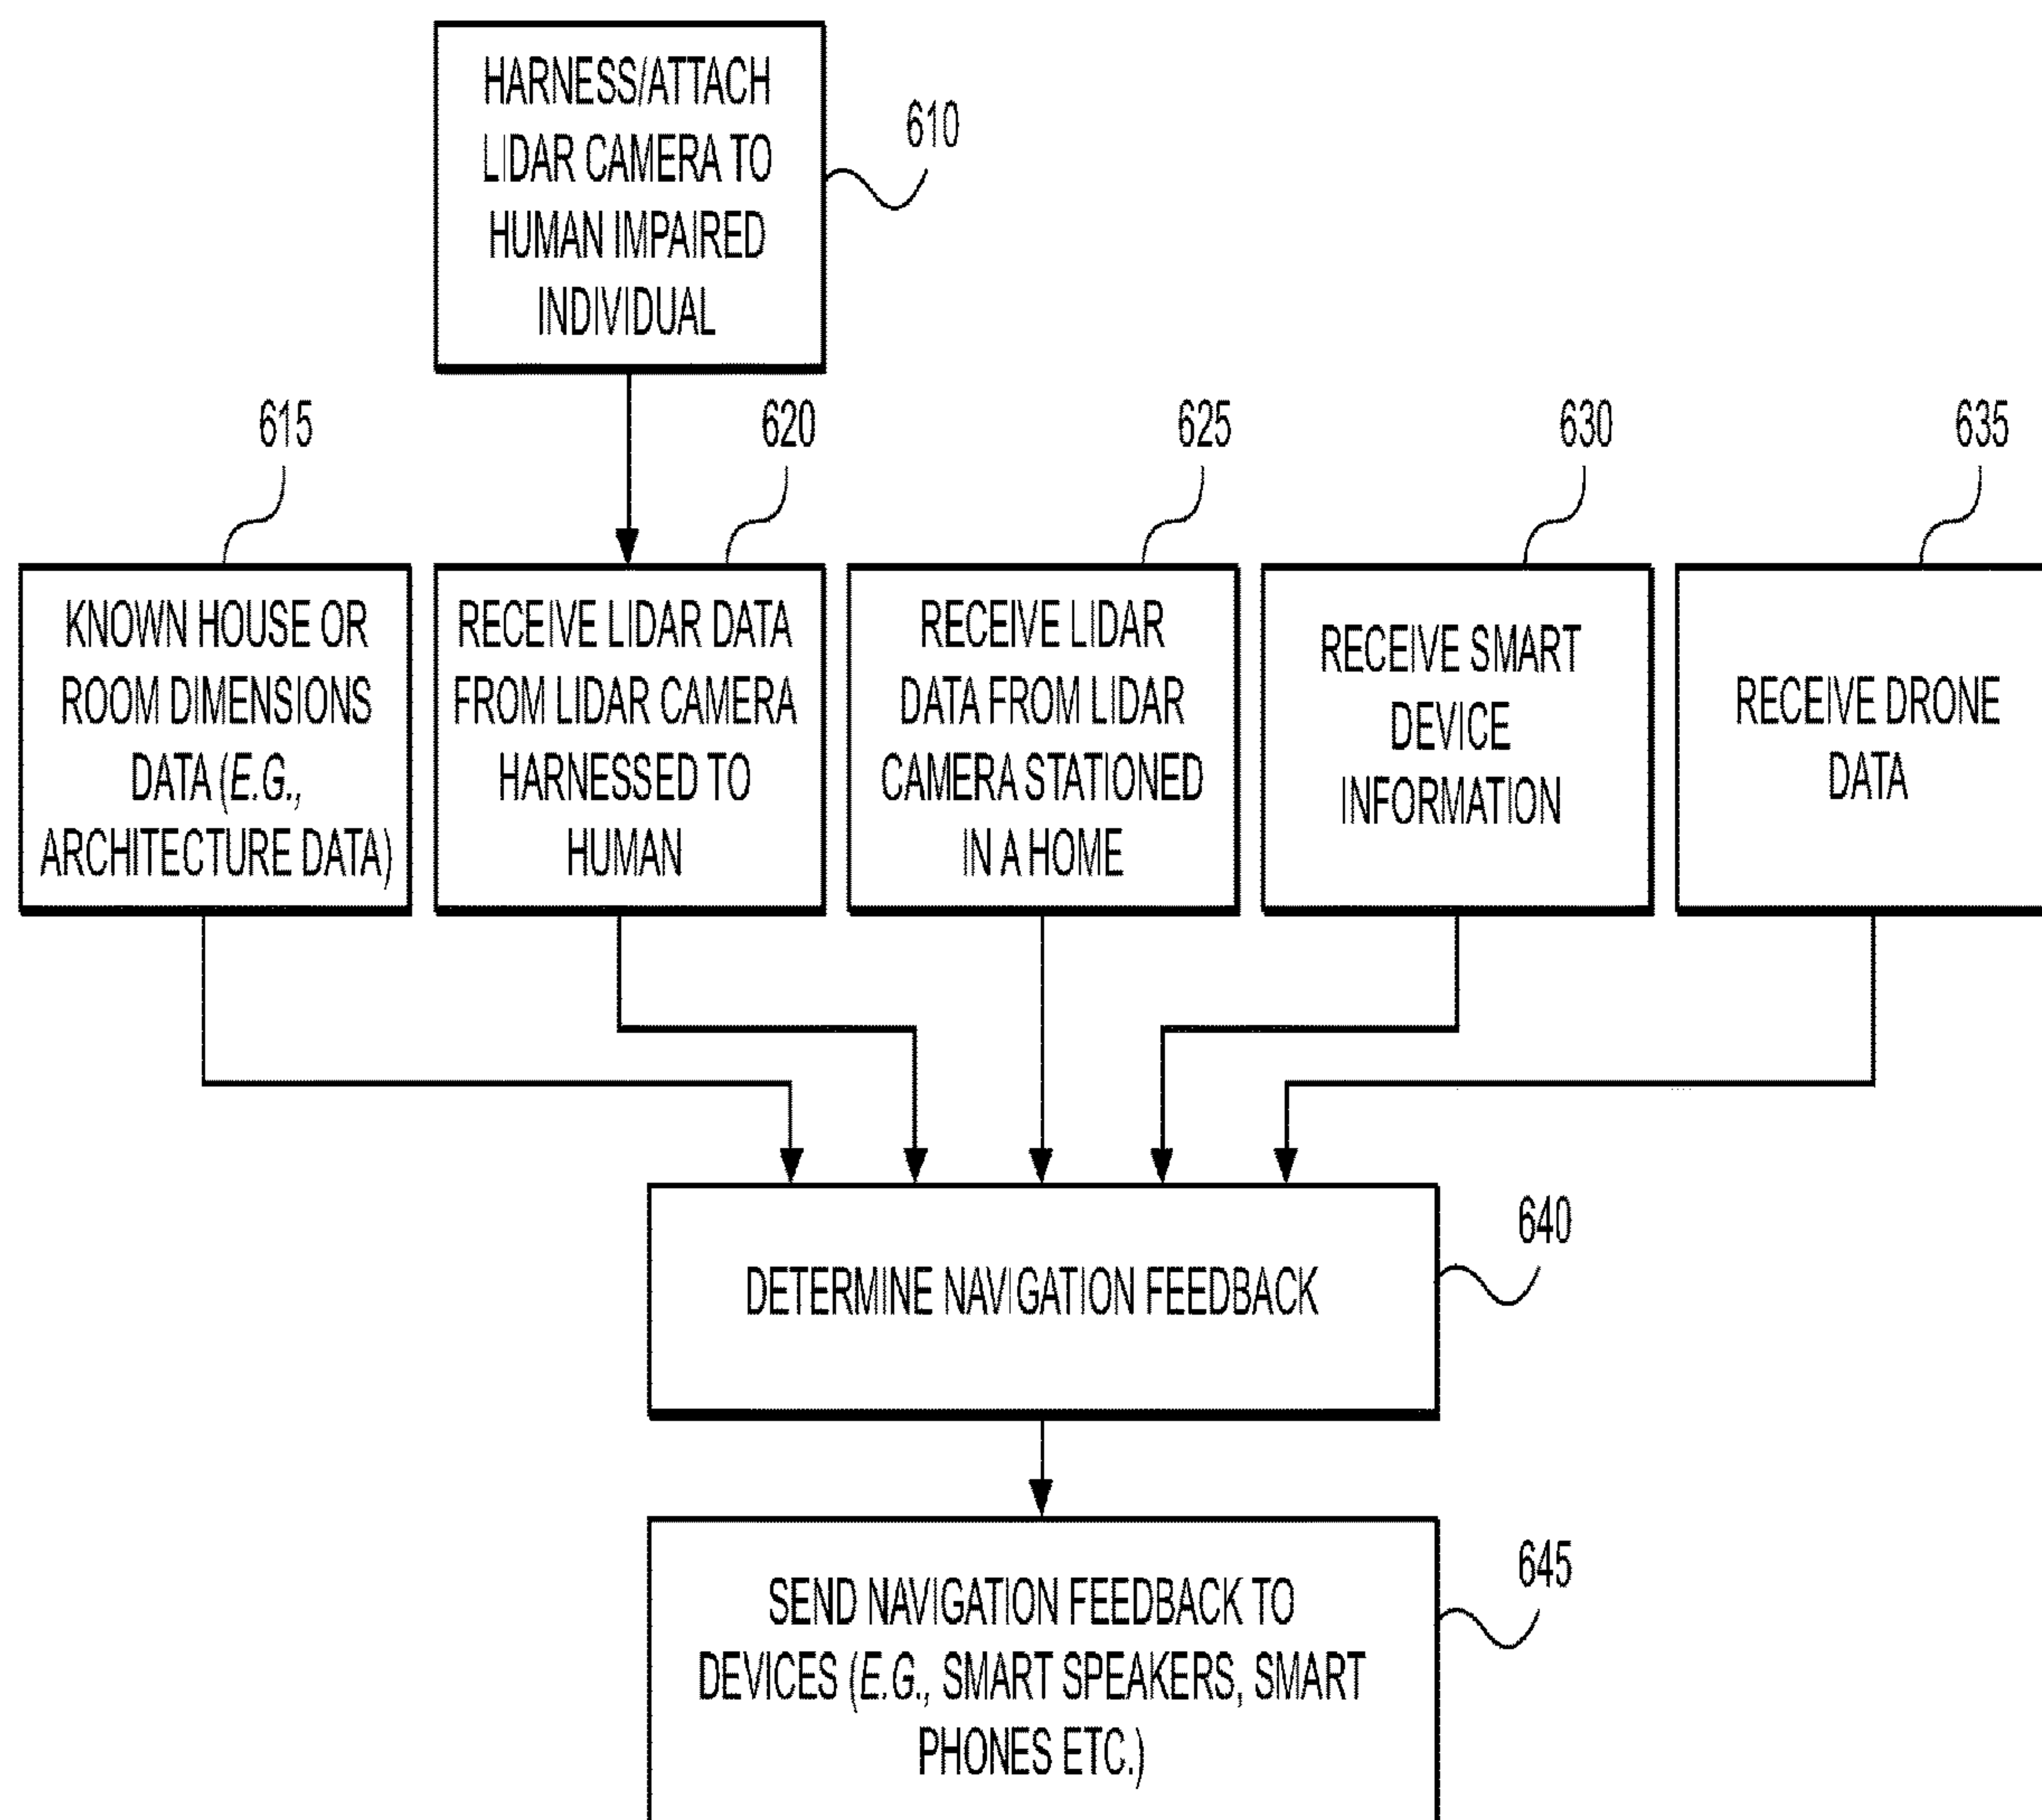 HARNESS/ATTACH
LIDAR CAMERA TO
HUMAN IMPAIRED
INDIVIDUAL
610
615
620
625
630
635
KNOWN HOUSE OR
ROOM DIMENSIONS
DATA (E.G.,
ARCHITECTURE DATA)
RECEIVE LIDAR DATA
FROM LIDAR CAMERA
HARNESSED TO
HUMAN
RECEIVE LIDAR
DATA FROM LIDAR
CAMERA STATIONED
IN A HOME
RECEIVE SMART
DEVICE
INFORMATION
RECEIVE DRONE
DATA
DETERMINE NAVIGATION FEEDBACK
640
SEND NAVIGATION FEEDBACK TO
DEVICES (E.G., SMART SPEAKERS, SMART
PHONES ETC.)
645